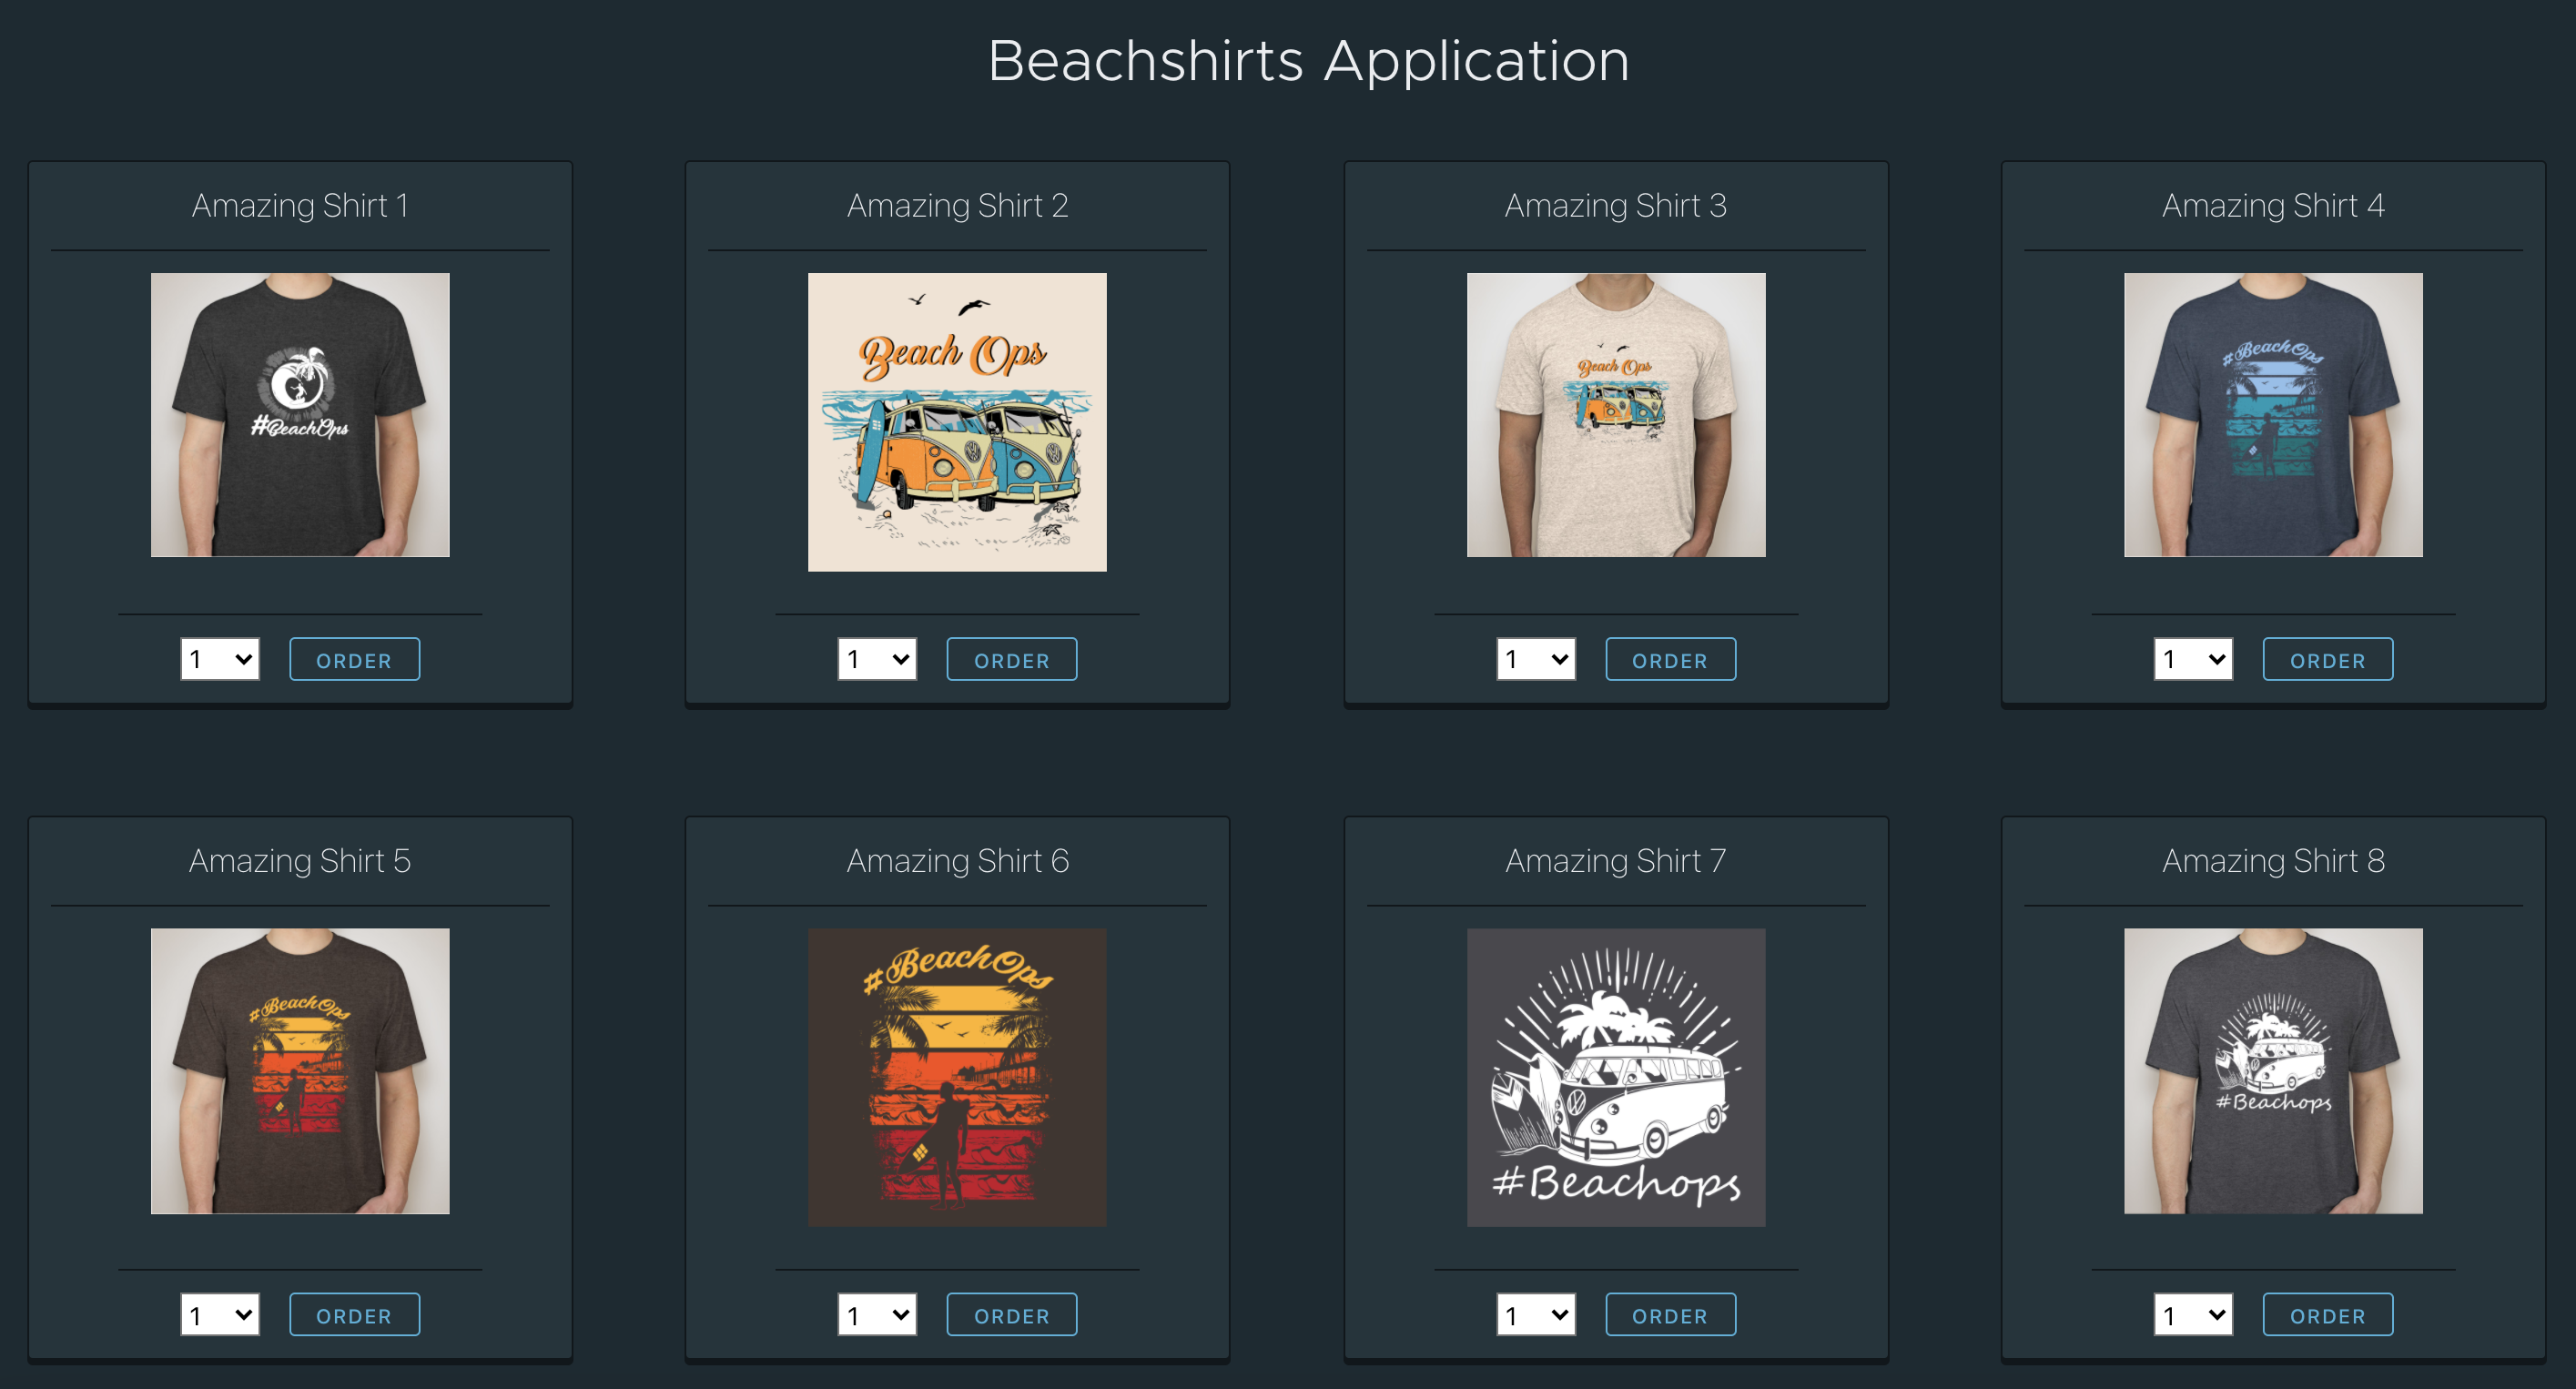 Beachshirts Application
Amazing Shirt 1
#BeachOps
1
ORDER
Amazing Shirt 2
Beach Ops
1
ORDER
Amazing Shirt 3
Beach Ops
1
ORDER
Amazing Shirt 4
#BeachOps
1
ORDER
Amazing Shirt 5
#BeachOps
1
ORDER
Amazing Shirt 6
#BeachOps
1
ORDER
Amazing Shirt 7
#Beachops
1
ORDER
Amazing Shirt 8
#Beachops
1
ORDER